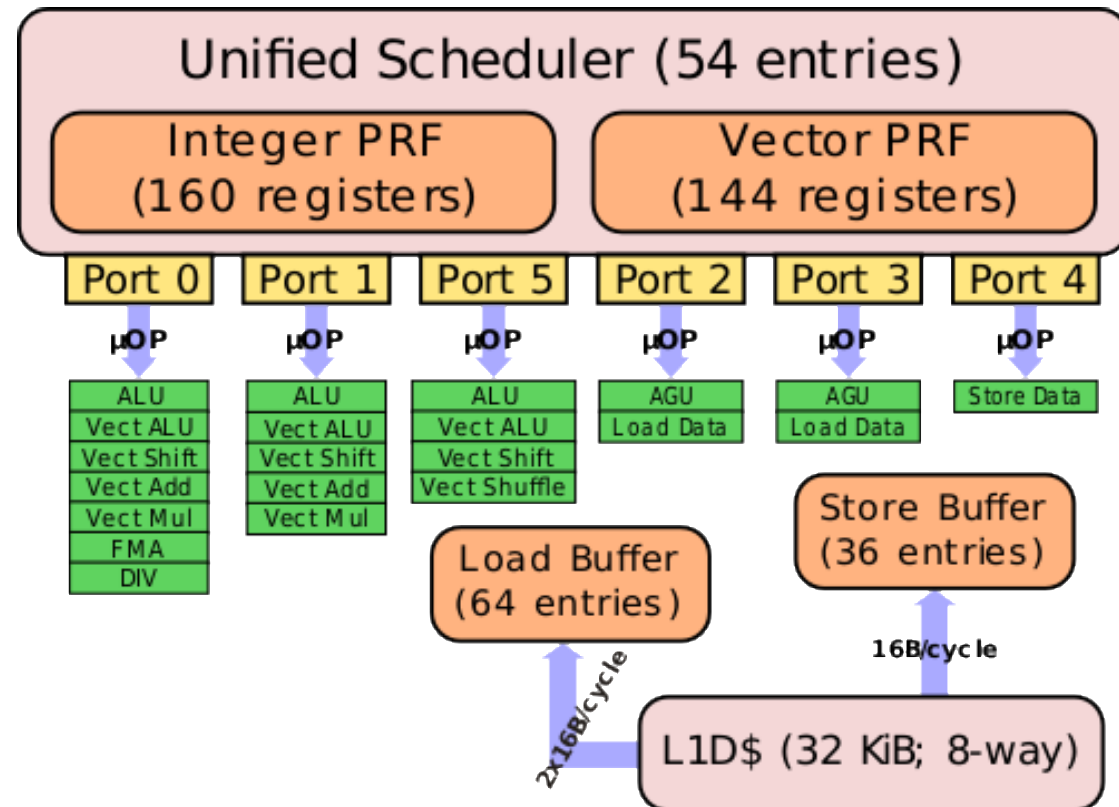 Unified Scheduler (54 entries)
Integer PRF
(160 registers)
Vector PRF
(144 registers)
Port 0
Port 1
Port 5
Port 2
Port 3
Port 4
μOP
μOP
μOP
μOP
μOP
μOP
ALU
Vect ALU
Vect Shift
Vect Add
Vect Mul
FMA
DIV
ALU
Vect ALU
Vect Shift
Vect Add
Vect Mul
ALU
Vect ALU
Vect Shift
Vect Shuffle
AGU
Load Data
AGU
Load Data
Store Data
Load Buffer
(64 entries)
Store Buffer
(36 entries)
2x16B/cycle
16B/cycle
L1D$ (32 KiB; 8-way)